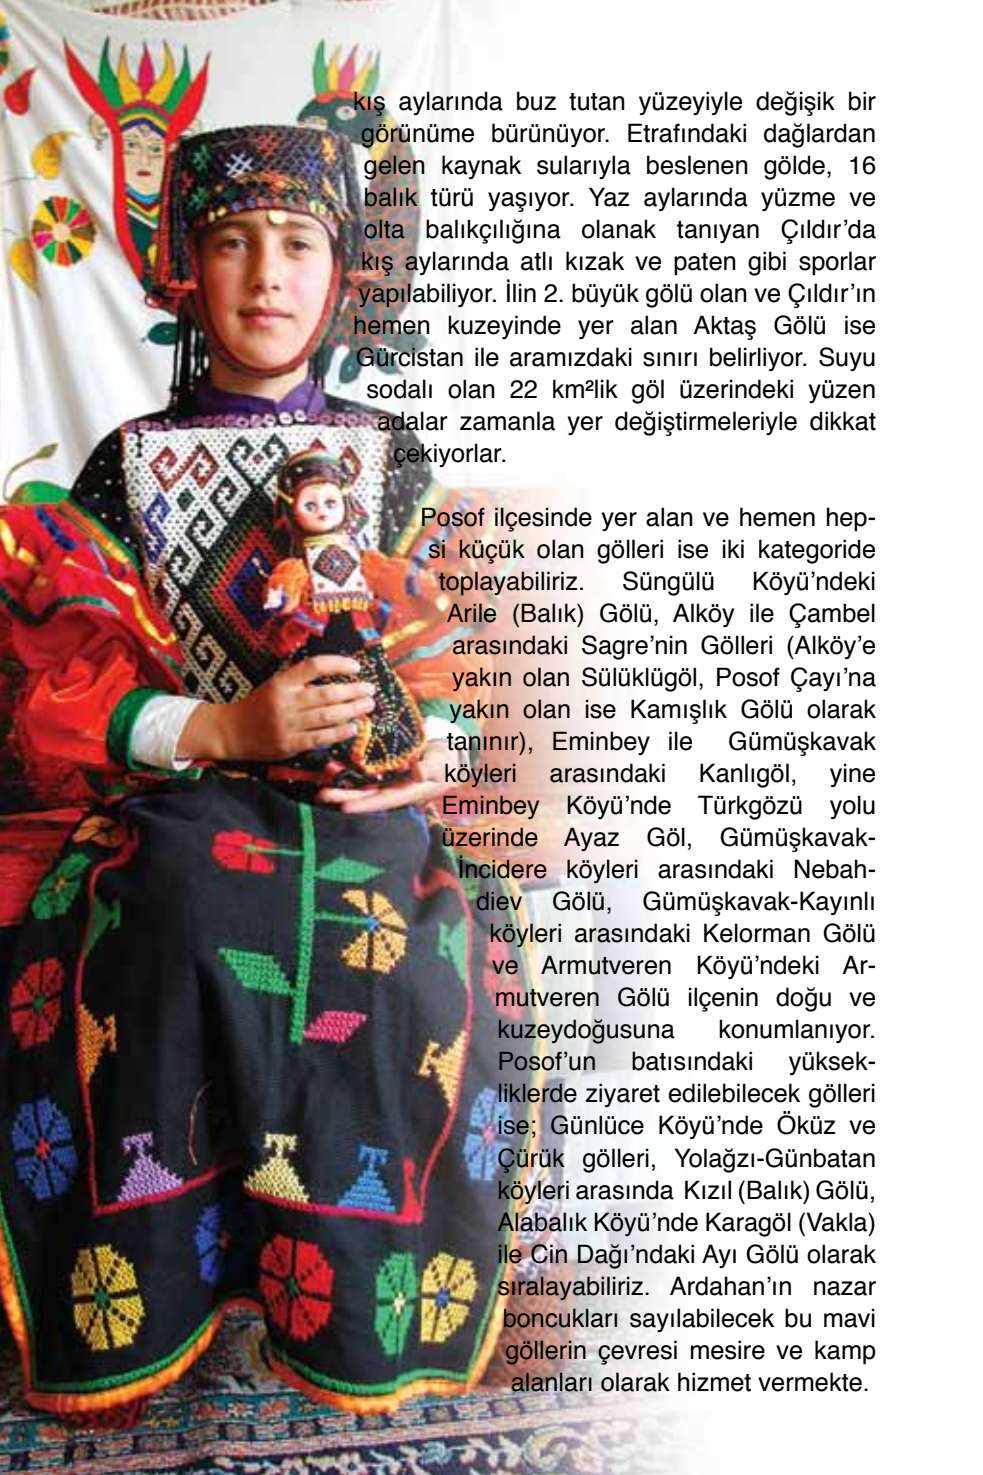 kış aylarında buz tutan yüzeyiyle değişik bir
görünüme bürünüyor. Etrafındaki dağlardan
gelen kaynak sularıyla beslenen gölde, 16
balık türü yaşıyor. Yaz aylarında yüzme ve
olta balıkçılığına olanak tanıyan Çıldır’da
kış aylarında atlı kızak ve paten gibi sporlar
yapılabiliyor. İlin 2. büyük gölü olan ve Çıldır’ın
hemen kuzeyinde yer alan Aktaş Gölü ise
Gürcistan ile aramızdaki sınırı belirliyor. Suyu
sodalı olan 22 km²lik göl üzerindeki yüzen
adalar zamanla yer değiştirmeleriyle dikkat
çekiyorlar.
Posof ilçesinde yer alan ve hemen hep-
si küçük olan gölleri ise iki kategoride
toplayabiliriz. Süngülü Köyü’ndeki
Arile (Balık) Gölü, Alköy ile Çambel
arasındaki Sagre’nin Gölleri (Alköy’e
yakın olan Sülüklügöl, Posof Çayı’na
yakın olan ise Kamışlık Gölü olarak
tanınır), Eminbey ile Gümüşkavak
köyleri arasındaki Kanlıgöl, yine
Eminbey Köyü’nde Türkgözü yolu
üzerinde Ayaz Göl, Gümüşkavak-
İncidere köyleri arasındaki Nebah-
diev Gölü, Gümüşkavak-Kayınlı
köyleri arasındaki Kelorman Gölü
ve Armutveren Köyü’ndeki Ar-
mutveren Gölü ilçenin doğu ve
kuzeydoğusuna konumlanıyor.
Posof’un batısındaki yüksek-
liklerde ziyaret edilebilecek gölleri
ise; Günlüce Köyü’nde Öküz ve
Çürük gölleri, Yolağzı-Günbatan
köyleri arasında Kızıl (Balık) Gölü,
Alabalık Köyü’nde Karagöl (Vakla)
ile Cin Dağı’ndaki Ayı Gölü olarak
sıralayabiliriz. Ardahan’ın nazar
boncukları sayılabilecek bu mavi
göllerin çevresi mesire ve kamp
alanları olarak hizmet vermekte.